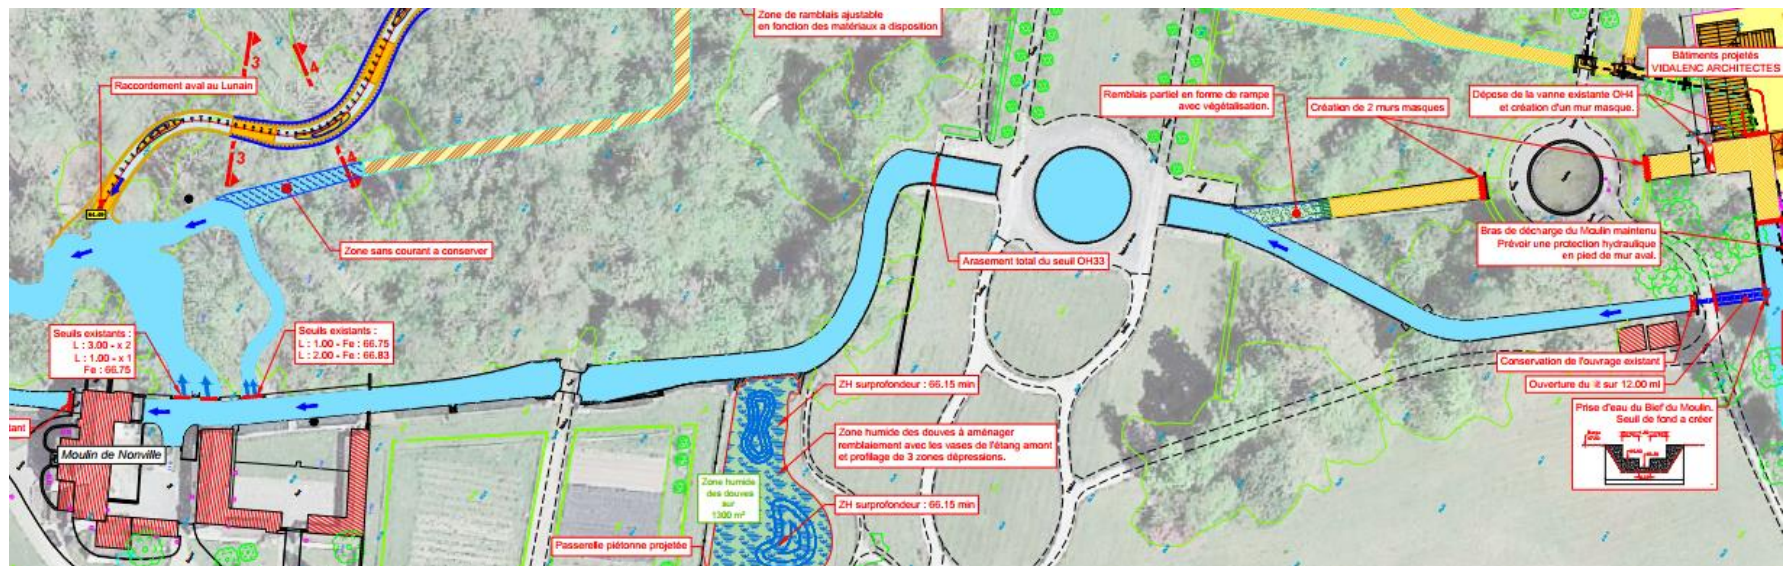 Zone de ramblais ajustable
en fonction des matériaux a disposition
3
4
Raccordement aval au Lunain
Bâtiments projetés
VIDALENC ARCHITECTES
Remblais partiel en forme de rampe
avec végétalisation.
Création de 2 murs masques
Dépose de la vanne existante OH4
et création d'un mur masque.
3
4
Zone sans courant a conserver
Arasement total du seuil OH33
Bras de décharge du Moulin maintenu
Prévoir une protection hydraulique
en pied de mur aval.
Seuils existants :
L : 3.00 - x 2
L : 1.00 - x 1
Fe : 66.75
Seuils existants :
L : 1.00 - Fe : 66.75
L : 2.00 - Fe : 66.83
Conservation de l'ouvrage existant
Ouverture du lit sur 12.00 ml
ZH surprofondeur : 66.15 min
Prise d'eau du Bief du Moulin.
Seuil de fond a créer
tant
Moulin de Nonville
Zone humide des douves à aménager
remblaiement avec les vases de l'étang amont
et profilage de 3 zones dépressions.
Zone humide
des douves
sur
1300 m²
ZH surprofondeur : 66.15 min
Passerelle piétonne projetée